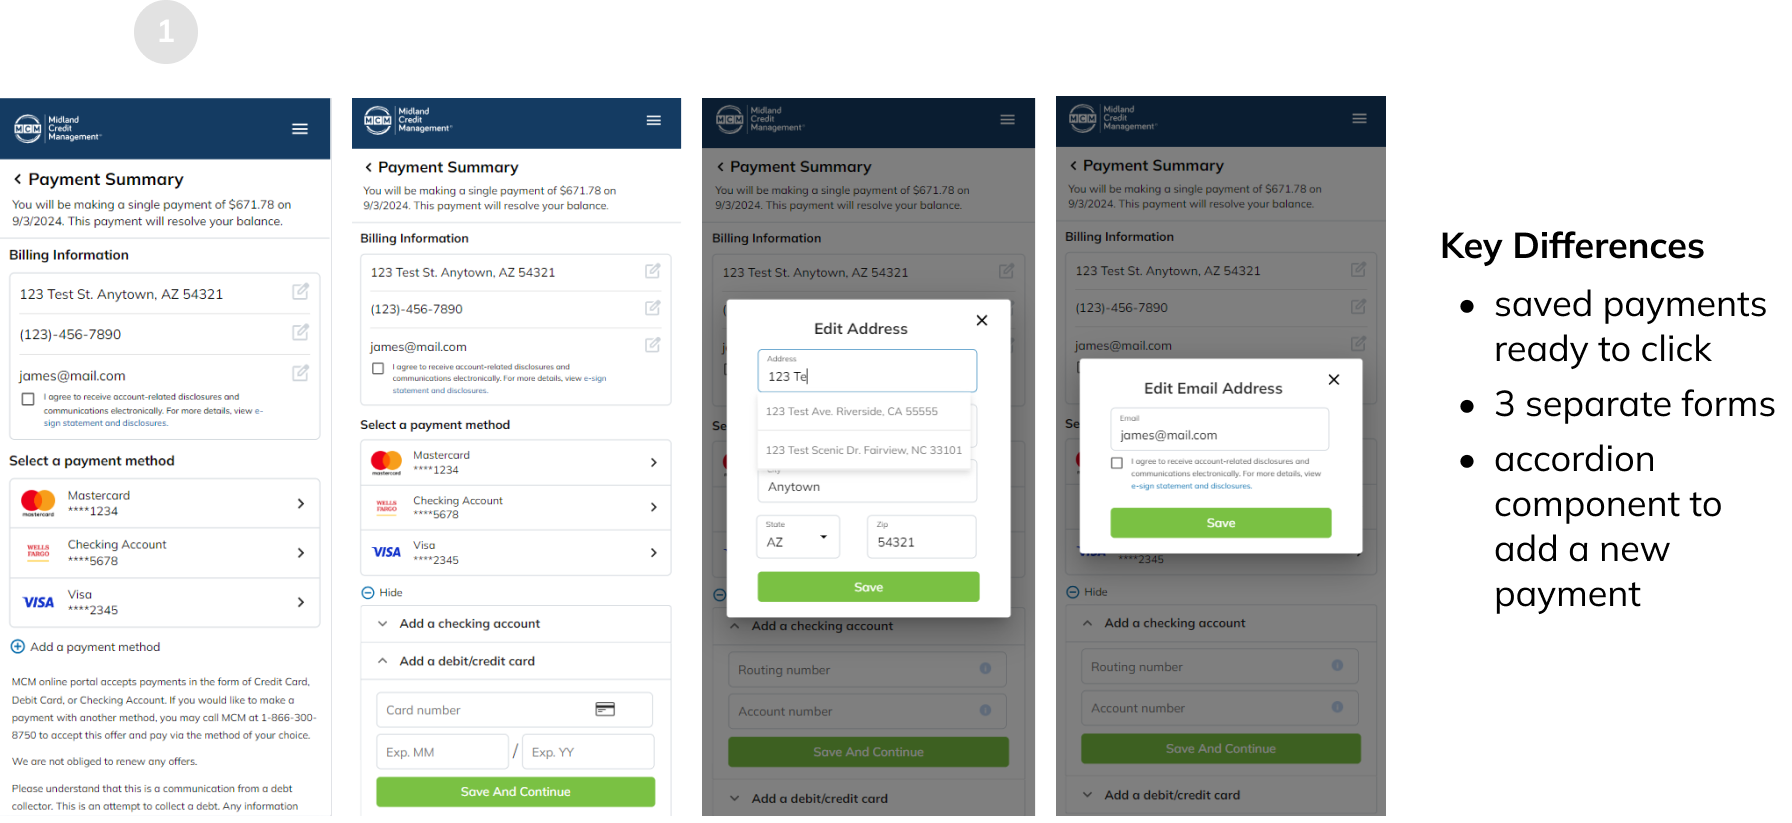 1
MCM
Midland
Credit
Management
Payment Summary
You will be making a single payment of $671.78 on
9/3/2024. This payment will resolve your balance.
Billing Information
123 Test St. Anytown, AZ 54321
(123)-456-7890
james@mail.com
I agree to receive account-related disclosures and
communications electronically. For more details, view e-
sign statement and disclosures.
Select a payment method
mastercard
Mastercard
****1234
WELLS
FARGO
Checking Account
****5678
VISA
Visa
****2345
Add a payment method
MCM online portal accepts payments in the form of Credit Card,
Debit Card, or Checking Account. If you would like to make a
payment with another method, you may call MCM at 1-866-300-
8750 to accept this offer and pay via the method of your choice.
We are not obliged to renew any offers.
Please understand that this is a communication from a debt
collector. This is an attempt to collect a debt. Any information
MCM
Midland
Credit
Management
Payment Summary
You will be making a single payment of $671.78 on
9/3/2024. This payment will resolve your balance.
Billing Information
123 Test St. Anytown, AZ 54321
(123)-456-7890
james@mail.com
I agree to receive account-related disclosures and
communications electronically. For more details, view e-sign
statement and disclosures.
Select a payment method
mastercard
Mastercard
****1234
WELLS
FARGO
Checking Account
****5678
VISA
Visa
****2345
Hide
Add a checking account
Add a debit/credit card
Card number
Exp. MM / Exp. YY
Save And Continue
MCM
Midland
Credit
Management
Payment Summary
You will be making a single payment of $671.78 on
9/3/2024. This payment will resolve your balance.
Billing Information
123 Test St. Anytown, AZ 54321
Edit Address
Address
123 Te
123 Test Ave. Riverside, CA 55555
123 Test Scenic Dr. Fairview, NC 33101
City
Anytown
State
AZ
Zip
54321
Save
Se
Add a checking account
Routing number
Account number
Save And Continue
Add a debit/credit card
MCM
Midland
Credit
Management
Payment Summary
You will be making a single payment of $671.78 on
9/3/2024. This payment will resolve your balance.
Billing Information
123 Test St. Anytown, AZ 54321
(123)-456-7890
james@mail.com
Se
Edit Email Address
Email
james@mail.com
I agree to receive account-related disclosures and
communications electronically. For more details, view
e-sign statement and disclosures.
Save
VISA
****2345
Hide
Add a checking account
Routing number
Account number
Save And Continue
Add a debit/credit card
Key Differences
• saved payments
ready to click
• 3 separate forms
• accordion
component to
add a new
payment